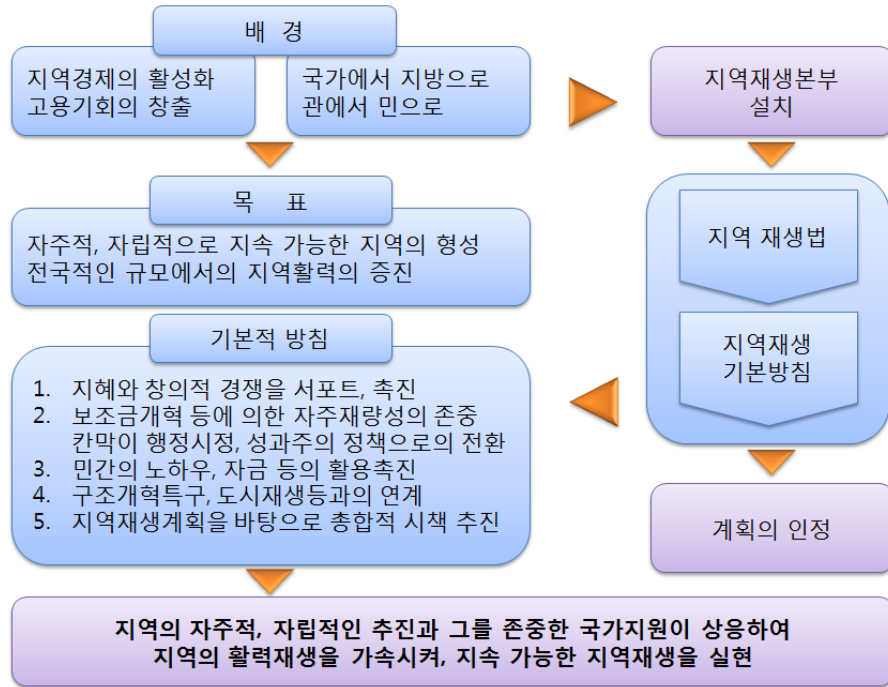 배 경
지역경제의 활성화
고용기회의 창출
국가에서 지방으로
관에서 민으로
지역재생본부
설치
목 표
자주적, 자립적으로 지속 가능한 지역의 형성
전국적인 규모에서의 지역활력의 증진
지역 재생법
지역재생
기본방침
기본적 방침
1. 지혜와 창의적 경쟁을 서포트, 촉진
2. 보조금개혁 등에 의한 자주재량성의 존중
칸막이 행정시정, 성과주의 정책으로의 전환
3. 민간의 노하우, 자금 등의 활용촉진
4. 구조개혁특구, 도시재생등과의 연계
5. 지역재생계획을 바탕으로 총합적 시책 추진
계획의 인정
지역의 자주적, 자립적인 추진과 그를 존중한 국가지원이 상응하여
지역의 활력재생을 가속시켜, 지속 가능한 지역재생을 실현